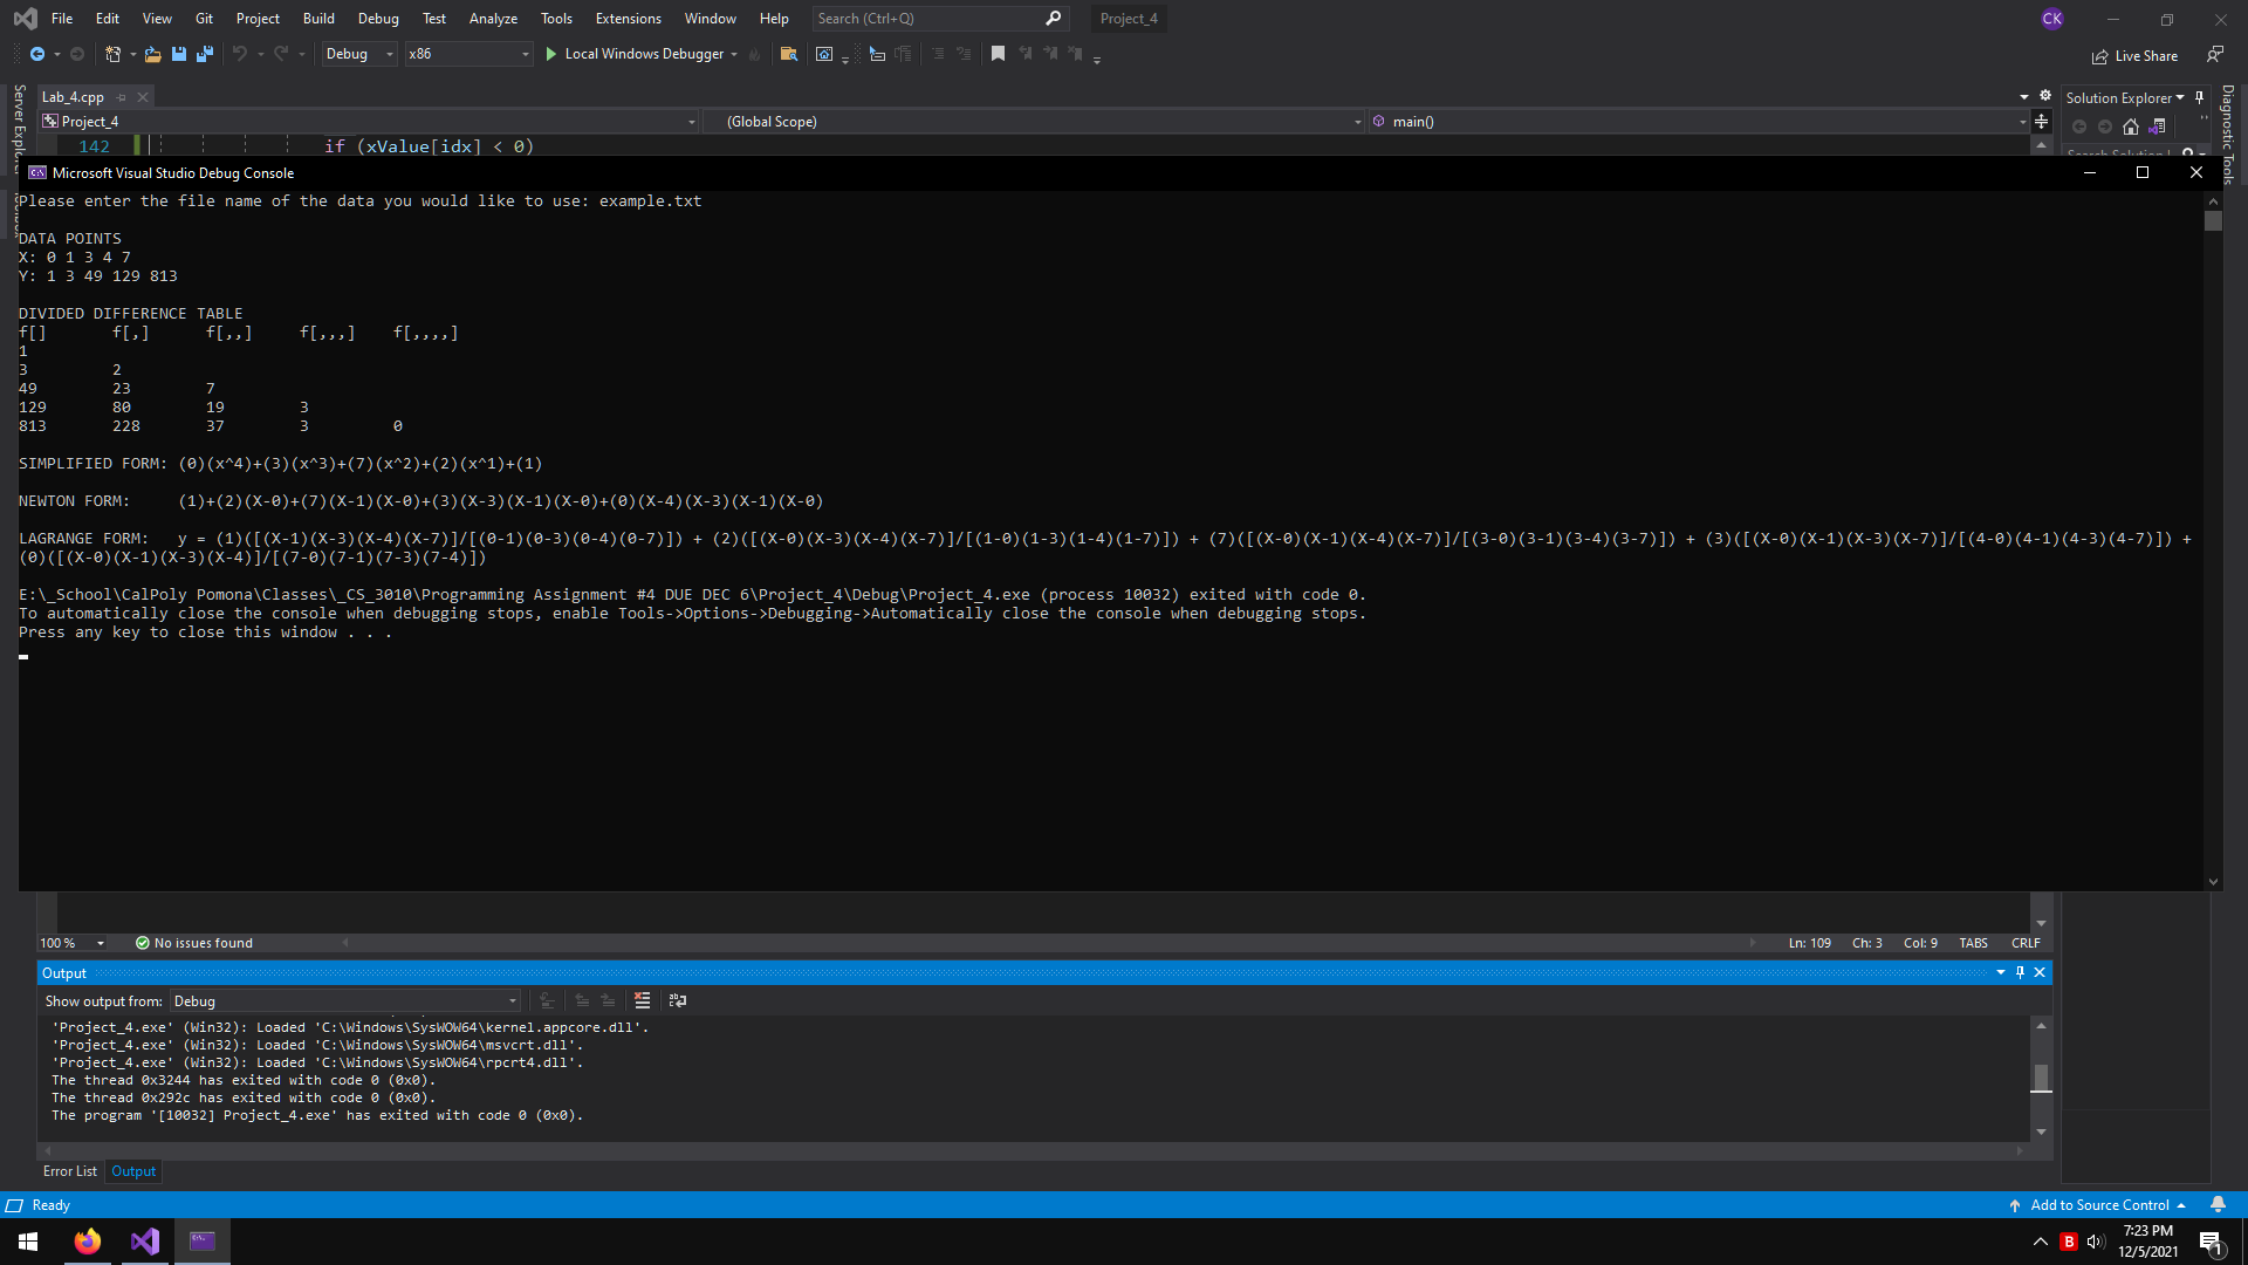 File Edit View Git Project Build Debug Test Analyze Tools Extensions Window Help Search (Ctrl+Q) Project_4 CK
Debug x86 Local Windows Debugger Live Share
Server Explorer
Lab_4.cpp
Solution Explorer
Diagnostic Tools
Project_4 (Global Scope) main()
142 if (xValue[idx] < 0)
Microsoft Visual Studio Debug Console
Please enter the file name of the data you would like to use: example.txt
DATA POINTS
X: 0 1 3 4 7
Y: 1 3 49 129 813
DIVIDED DIFFERENCE TABLE
f[] f[,] f[,,] f[,,,] f[,,,,]
1
3 2
49 23 7
129 80 19 3
813 228 37 3 0
SIMPLIFIED FORM: (0)(x^4)+(3)(x^3)+(7)(x^2)+(2)(x^1)+(1)
NEWTON FORM: (1)+(2)(X-0)+(7)(X-1)(X-0)+(3)(X-3)(X-1)(X-0)+(0)(X-4)(X-3)(X-1)(X-0)
LAGRANGE FORM: y = (1)([(X-1)(X-3)(X-4)(X-7)]/[(0-1)(0-3)(0-4)(0-7)]) + (2)([(X-0)(X-3)(X-4)(X-7)]/[(1-0)(1-3)(1-4)(1-7)]) + (7)([(X-0)(X-1)(X-4)(X-7)]/[(3-0)(3-1)(3-4)(3-7)]) + (3)([(X-0)(X-1)(X-3)(X-7)]/[(4-0)(4-1)(4-3)(4-7)]) +
(0)([(X-0)(X-1)(X-3)(X-4)]/[(7-0)(7-1)(7-3)(7-4)])
E:\_School\CalPoly Pomona\Classes\_CS_3010\Programming Assignment #4 DUE DEC 6\Project_4\Debug\Project_4.exe (process 10032) exited with code 0.
To automatically close the console when debugging stops, enable Tools->Options->Debugging->Automatically close the console when debugging stops.
Press any key to close this window . . .
100 % No issues found Ln: 109 Ch: 3 Col: 9 TABS CRLF
Output
Show output from: Debug
'Project_4.exe' (Win32): Loaded 'C:\Windows\SysWOW64\kernel.appcore.dll'.
'Project_4.exe' (Win32): Loaded 'C:\Windows\SysWOW64\msvcrt.dll'.
'Project_4.exe' (Win32): Loaded 'C:\Windows\SysWOW64\rpcrt4.dll'.
The thread 0x3244 has exited with code 0 (0x0).
The thread 0x292c has exited with code 0 (0x0).
The program '[10032] Project_4.exe' has exited with code 0 (0x0).
Error List Output
Ready Add to Source Control
7:23 PM
12/5/2021
1